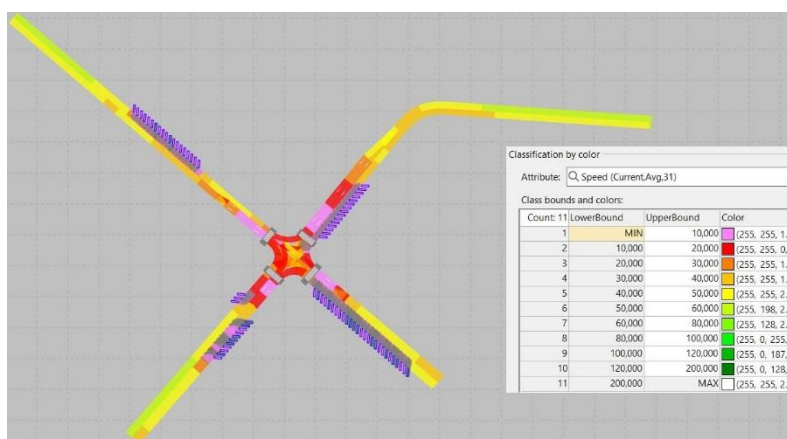 Classification by color
Attribute: Speed (Current,Avg,31)
Class bounds and colors:
Count: 11 LowerBound UpperBound Color
1 MIN 10,000 (255, 255, 1.
2 10,000 20,000 (255, 255, 0,
3 20,000 30,000 (255, 255, 1.
4 30,000 40,000 (255, 255, 1.
5 40,000 50,000 (255, 255, 2.
6 50,000 60,000 (255, 198, 2.
7 60,000 80,000 (255, 128, 2.
8 80,000 100,000 (255, 0, 255,
9 100,000 120,000 (255, 0, 187,
10 120,000 200,000 (255, 0, 128,
11 200,000 MAX (255, 255, 2.